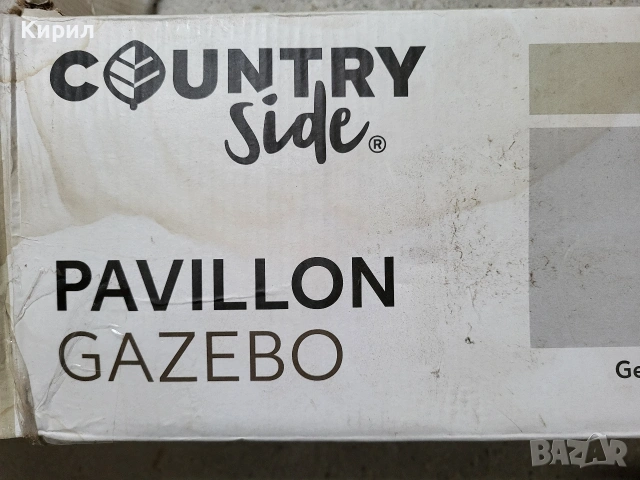 Кирил
COUNTRY
Side®
PAVILLON
GAZEBO
Ge
BAZAR